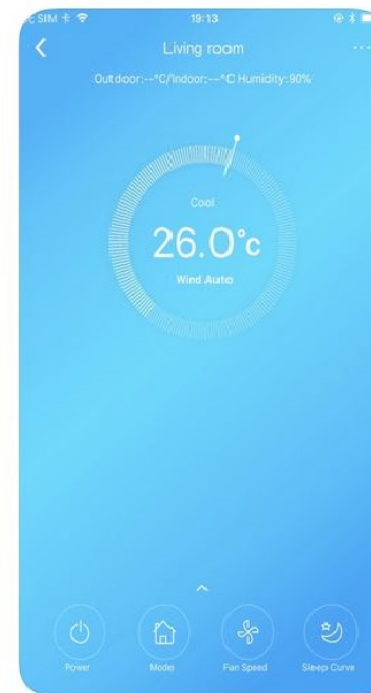 SIM 19:13
Living room
Outdoor:--°C/Indoor:--°C Humidity:90%
Cool
26.0°c
Wind Auto
Power Mode Fan Speed Sleep Curve